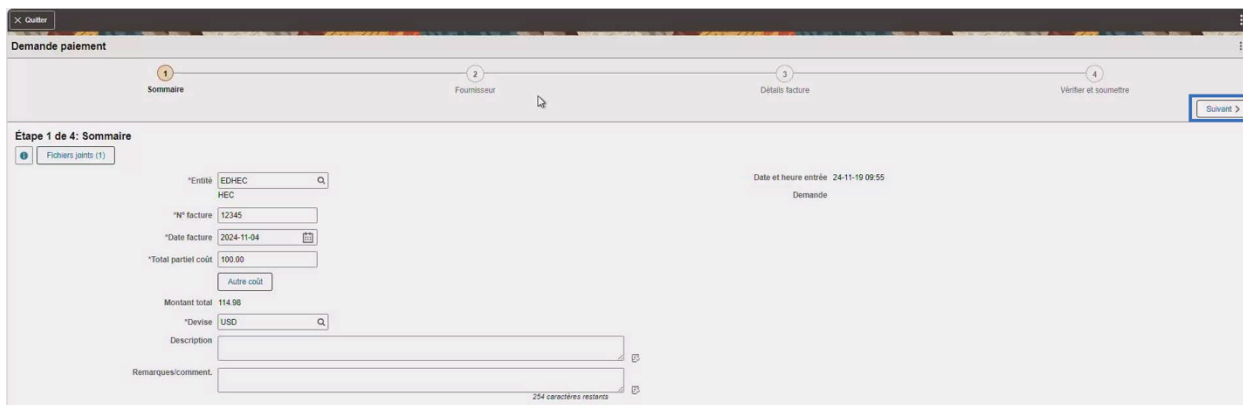 Quitter
Demande paiement
1
2
3
4
Sommaire
Fournisseur
Détails facture
Vérifier et soumettre
Suivant >
Étape 1 de 4: Sommaire
Fichiers joints (1)
*Entité EDHEC
HEC
Date et heure entrée 24-11-19 09:55
Demande
*N° facture 12345
*Date facture 2024-11-04
*Total partiel coût 100.00
Autre coût
Montant total 114.98
*Devise USD
Description
Remarques/comment.
254 caractères restants